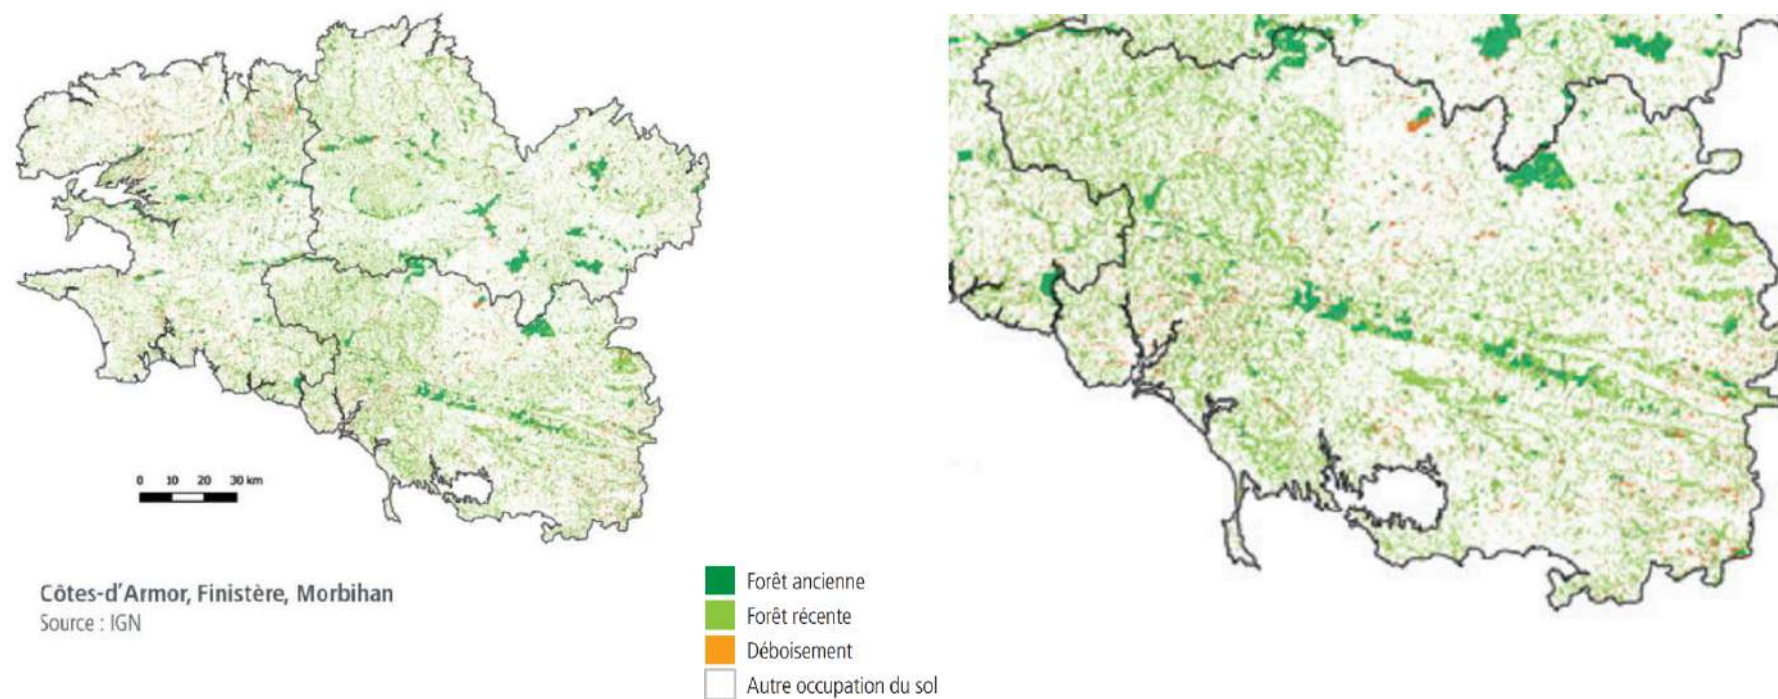 0 10 20 30 km
Côtes-d'Armor, Finistère, Morbihan
Source : IGN
Forêt ancienne
Forêt récente
Déboisement
Autre occupation du sol